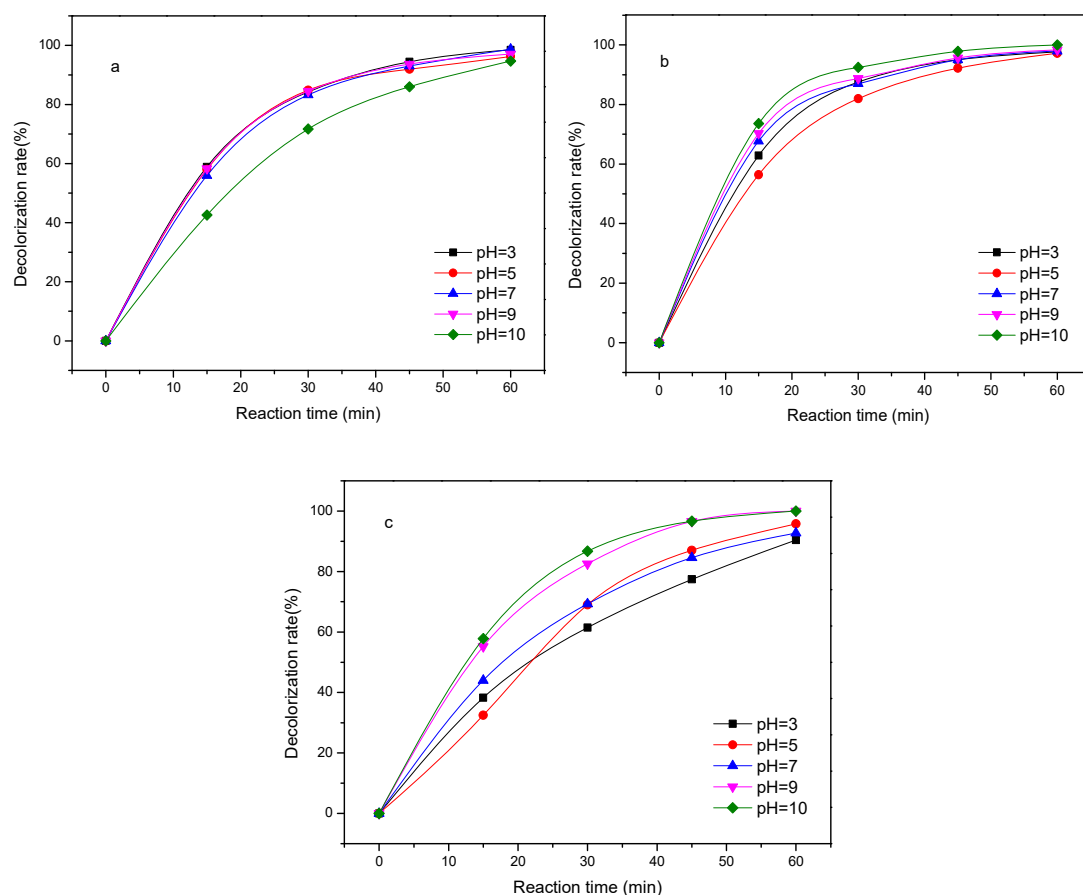 a
Decolorization rate(%)
100
80
60
40
20
0
pH=3
pH=5
pH=7
pH=9
pH=10
0 10 20 30 40 50 60
Reaction time (min)
b
Decolorization rate(%)
100
80
60
40
20
0
pH=3
pH=5
pH=7
pH=9
pH=10
0 10 20 30 40 50 60
Reaction time (min)
c
Decolorization rate(%)
100
80
60
40
20
0
pH=3
pH=5
pH=7
pH=9
pH=10
0 10 20 30 40 50 60
Reaction time (min)